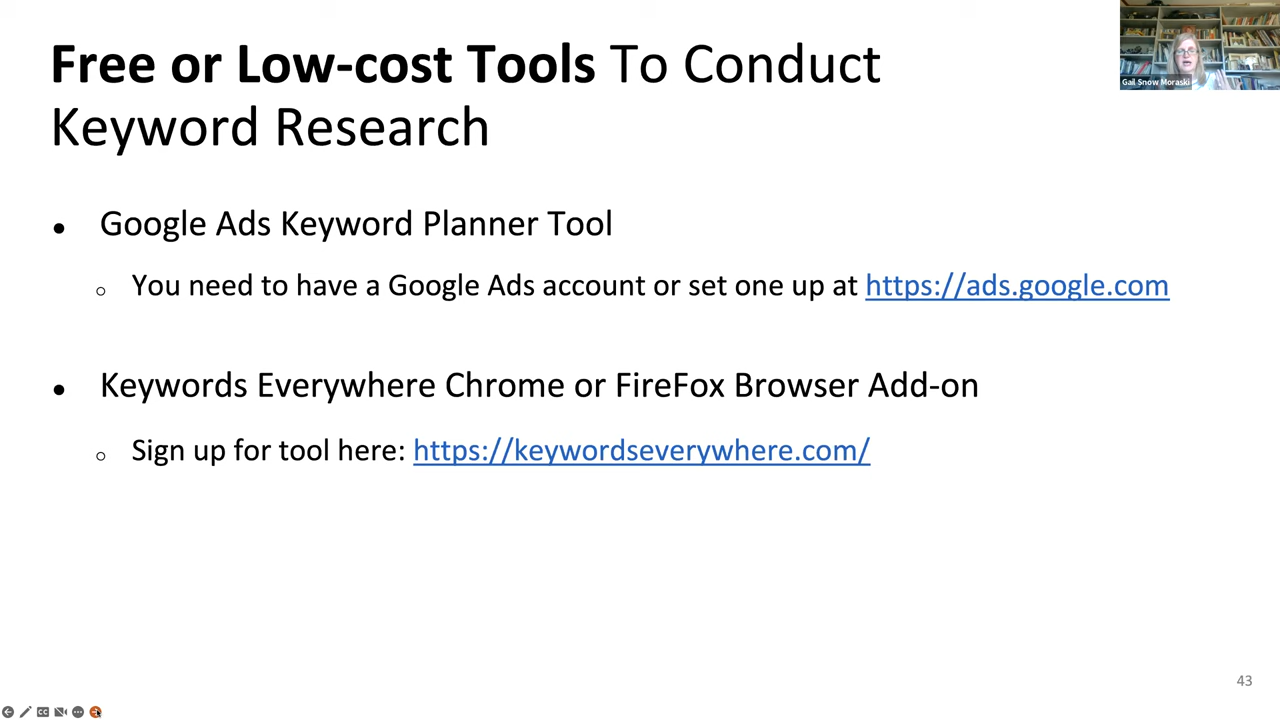 Free or Low-cost Tools To Conduct
Keyword Research
Gail Snow Moraski
● Google Ads Keyword Planner Tool
○ You need to have a Google Ads account or set one up at https://ads.google.com
● Keywords Everywhere Chrome or FireFox Browser Add-on
○ Sign up for tool here: https://keywordseverywhere.com/
43
CC